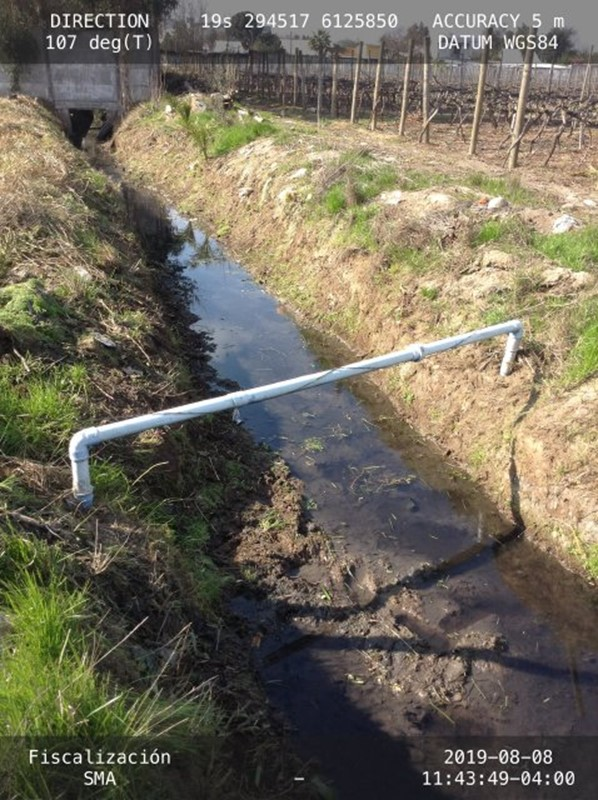 DIRECTION
107 deg(T)
19s 294517 6125850
ACCURACY 5 m
DATUM WGS84
Fiscalización
SMA
–
2019-08-08
11:43:49-04:00